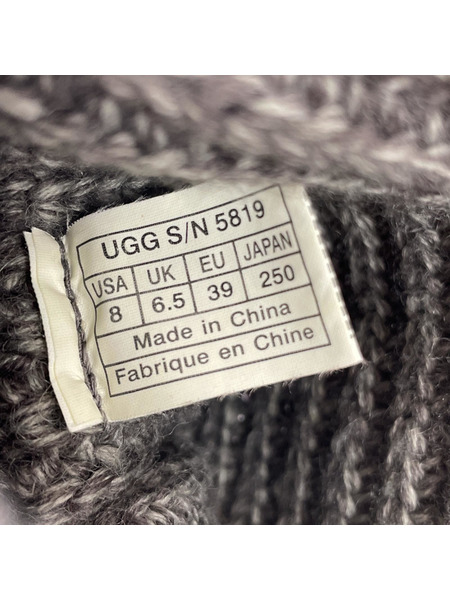 UGG S/N 5819
USA UK EU JAPAN
8 6.5 39 250
Made in China
Fabrique en Chine